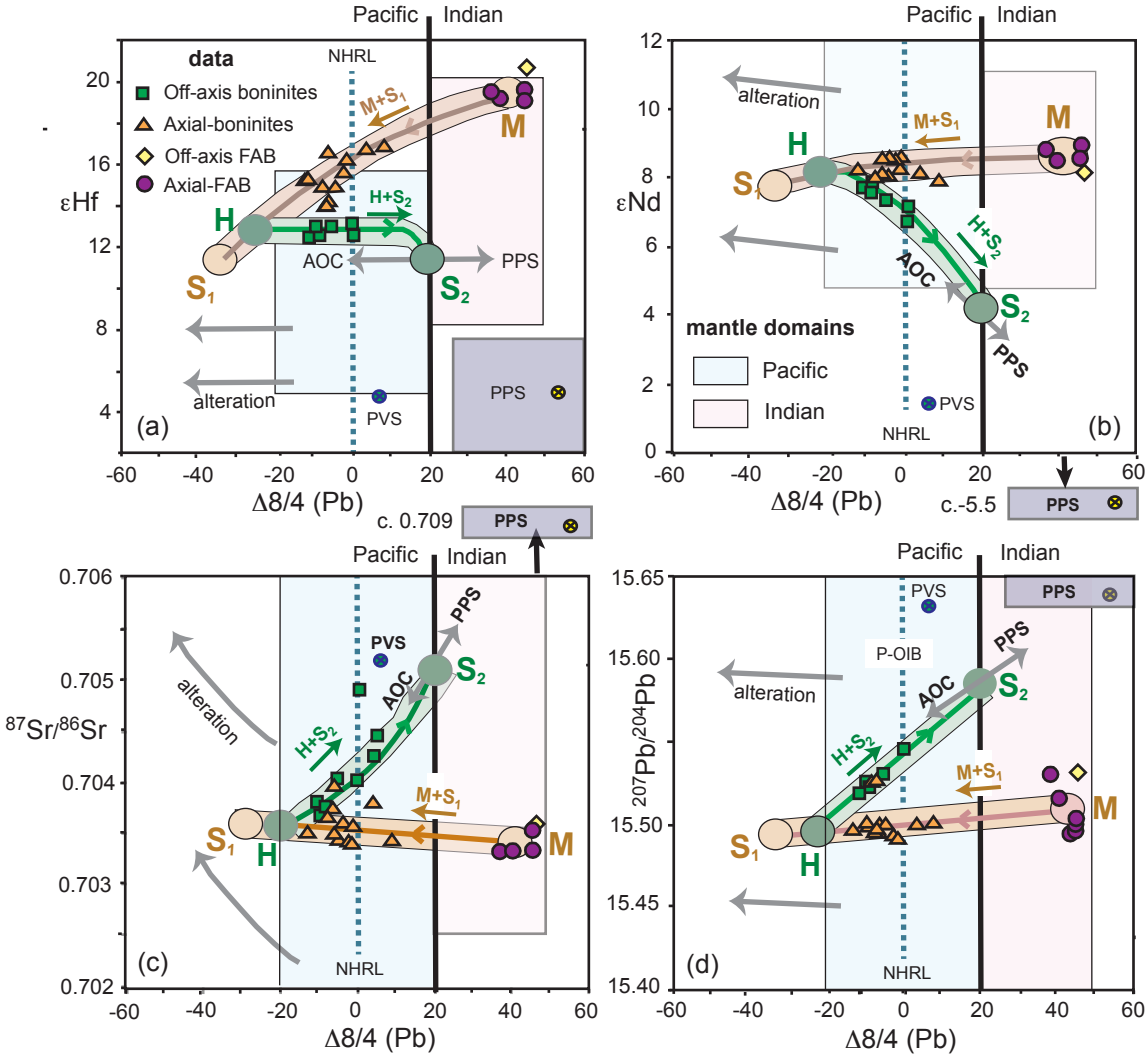 Pacific Indian
20
16
12
8
4
εHf
data
Off-axis boninites
Axial-boninites
Off-axis FAB
Axial-FAB
NHRL
M+S₁
M
H
H+S₂
AOC
PPS
S₁
S₂
alteration
PVS
PPS
(a)
-60 -40 -20 0 20 40 60
Δ8/4 (Pb)
Pacific Indian
12
10
8
6
4
2
0
εNd
alteration
M+S₁
M
H
S₁
H+S₂
AOC
S₂
PPS
mantle domains
Pacific
Indian
PVS
NHRL
(b)
-60 -40 -20 0 20 40 60
Δ8/4 (Pb)
c.-5.5
PPS
c. 0.709
PPS
Pacific Indian
0.706
0.705
0.704
0.703
0.702
⁸⁷Sr/⁸⁶Sr
alteration
PVS
PPS
AOC
S₂
H+S₂
M+S₁
S₁
H
M
NHRL
(c)
-60 -40 -20 0 20 40 60
Δ8/4 (Pb)
Pacific Indian
15.65
15.60
15.50
15.45
15.40
²⁰⁷Pb/²⁰⁴Pb
PVS
PPS
P-OIB
PPS
alteration
AOC
S₂
H+S₂
M+S₁
M
S₁
H
NHRL
(d)
-60 -40 -20 0 20 40 60
Δ8/4 (Pb)